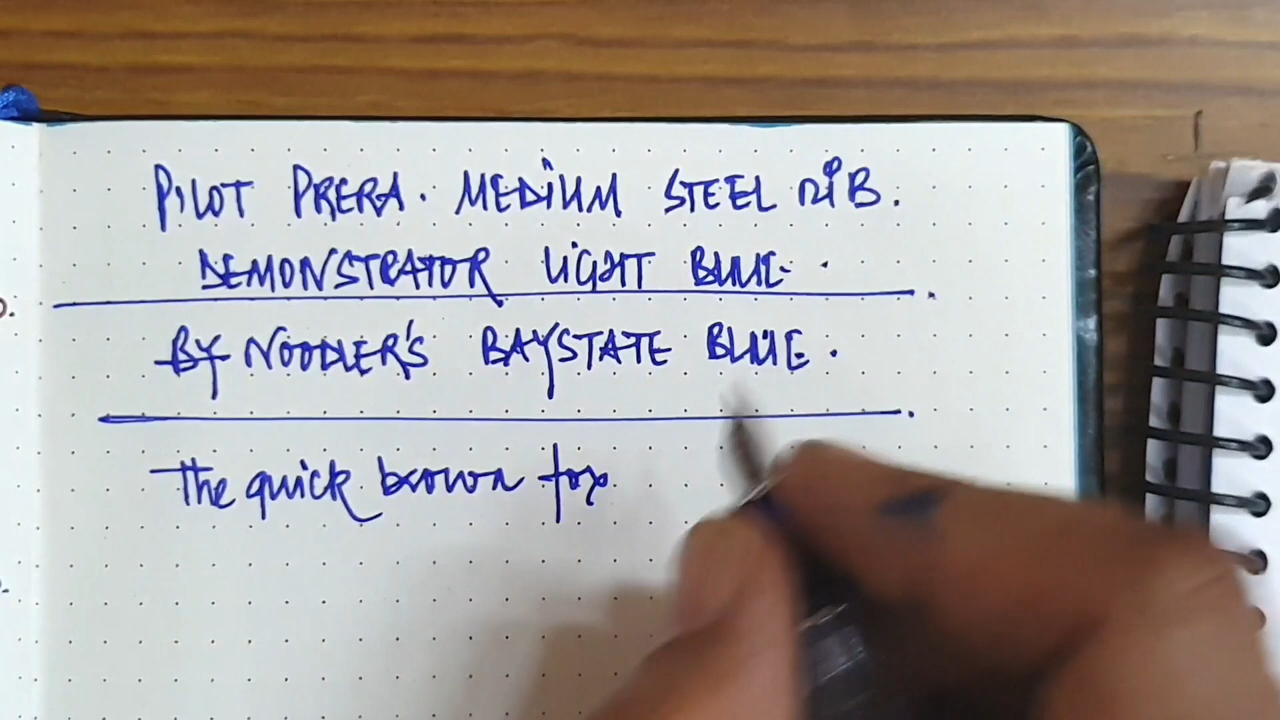 PILOT PRERA. MEDIUM STEEL NIB.
DEMONSTRATOR LIGHT BLUE.
By NOODLER'S BAYSTATE BLUE.
The quick brown fox